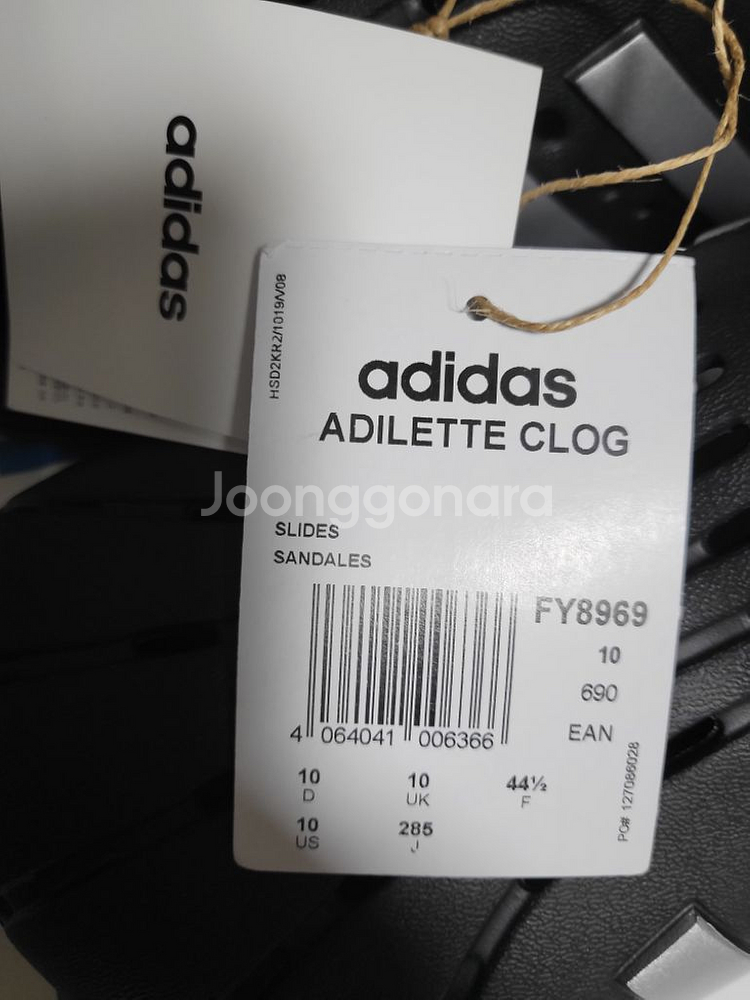 adidas
HSD2KR2/1019/V08
adidas
ADILETTE CLOG
Joonggonara
SLIDES
SANDALES
FY8969
10
690
EAN
4 064041 006366
10 10 44½
D UK F
10 285
US J
PO# 127086028